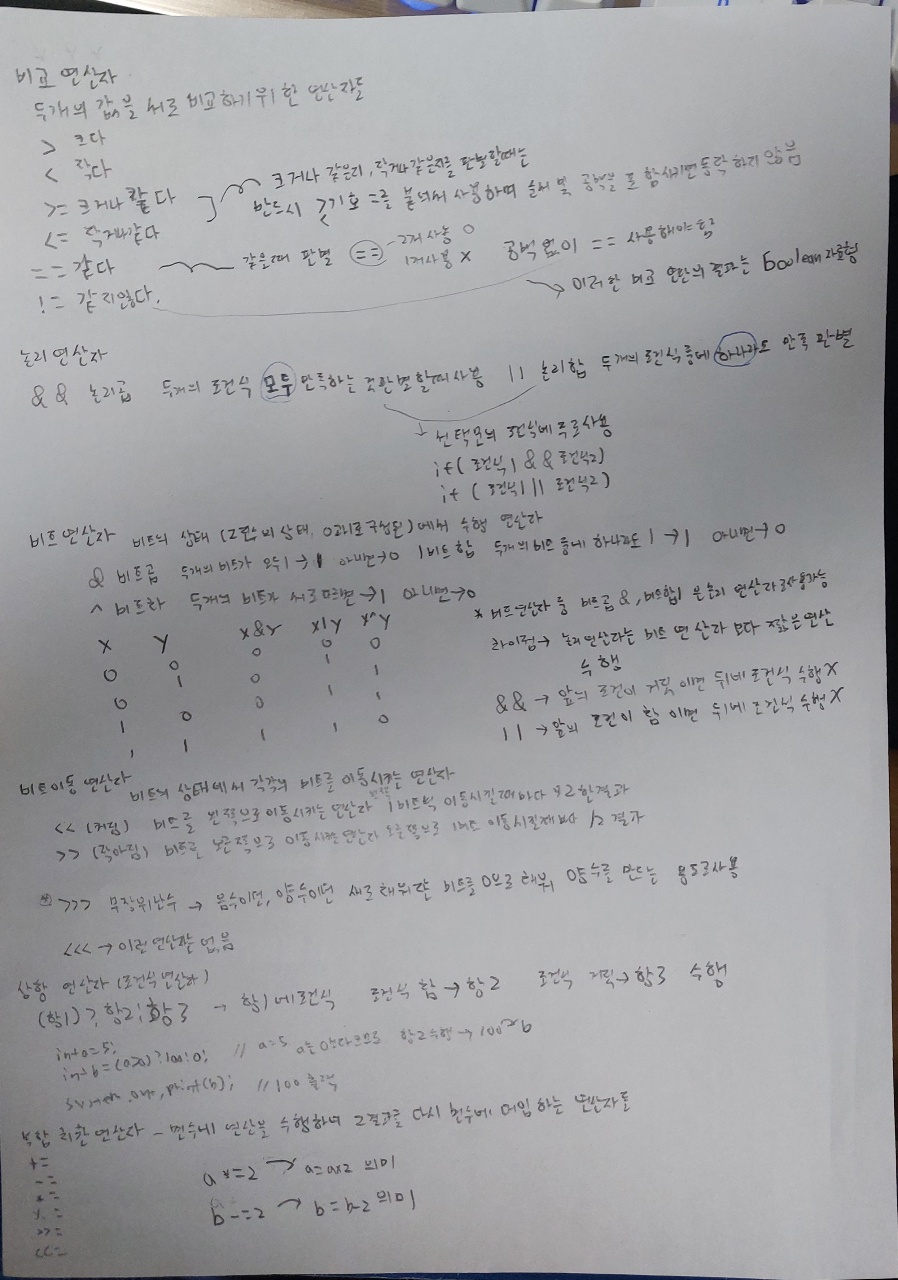 비교 연산자
두개의 값을 서로 비교하기 위한 연산자들
> 크다
< 작다
>= 크거나 같다
<= 작거나 같다
크거나 같은지, 작거나 같은지를 판별할때는
반드시 기호 =를 붙여써 사용하며 순서 및 공백을 포함시키면 동작하지 않음
== 같다
같은때 판별 == -2개 사용 O
1개사용 X
공백없이 == 사용해야됨
!= 같지않다.
이러한 비교 연산의 결과는 boolean 자료형
논리 연산자
&& 논리곱 두개의 조건식 모두 만족하는 것 판별할때 사용 || 논리합 두개의 조건식 중에 하나라도 만족 판별
선택문의 조건식에 주로사용
if( 조건식1 && 조건식2)
if ( 조건식1 || 조건식2 )
비트연산자 비트의 상태 (2진수의 상태, 0과1로구성된)에서 수행 연산자
& 비트곱 두개의 비트가 모두 1 → 1 아니면→0 | 비트합 두개의 비트 중에 하나라도 1 →1 아니면→ 0
^ 비트차 두개의 비트가 서로다르면→1 아니면→0
X Y X&Y X|Y X^Y
0 0 0 0 0
0 1 0 1 1
1 0 0 1 1
1 1 1 1 0
* 비트연산자 중 비트곱 &, 비트합| 은 논리 연산자로 사용가능
차이점→ 논리연산자는 비트 연산자 보다 짧은연산
수행
&& → 앞의 조건이 거짓 이면 뒤에 조건식 수행X
|| → 앞의 조건이 참 이면 뒤에 조건식 수행X
비트이동 연산자 비트의 상태에서 각각의 비트를 이동시키는 연산자
<< (커짐) 비트를 왼쪽으로 이동시키는 연산자 왼쪽 1비트씩 이동시킬때마다 *2한결과
>> (작아짐) 비트를 오른쪽으로 이동시키는 연산자 오른쪽으로 1비트 이동시킬때마다 /2 결과
>>> 무장위난수 → 음수이던, 양수이던 새로 채워질 비트를 0으로 채워 양수를 만드는 용도로사용
<<< → 이런 연산자는 없음
삼항 연산자 (조건식연산자)
(항1) ? 항2 : 항3 → 항1에조건식 조건식 참→항2 조건식 거짓→항3 수행
int a=5;
int b = (a>0) ? 100:0; // a=5 a는 0보다크므로 항2수행→ 100→b
System.out.print(b); // 100 출력
복합 치환 연산자 - 변수에 연산을 수행하여 그결과를 다시 변수에 대입 하는 연산자들
+=
-=
*=
%=
>>=
<<=
a *=2 → a=a*2 의미
b -=2 → b=b-2 의미